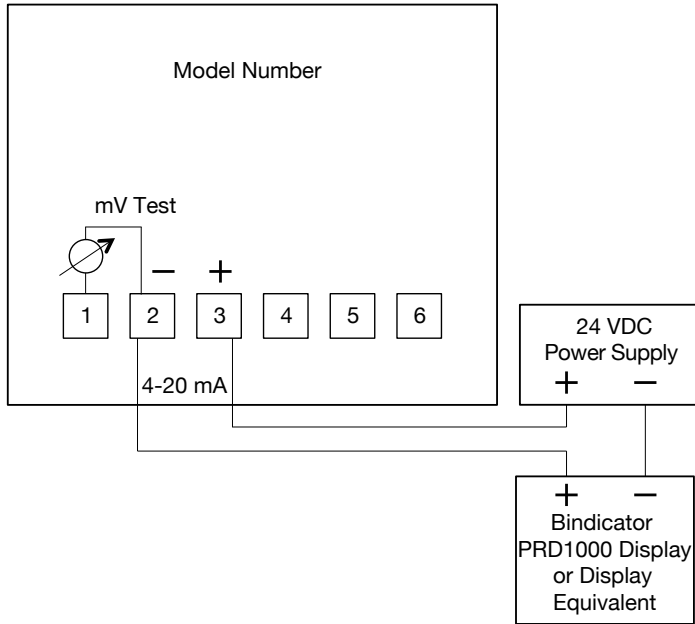 Model Number
mV Test
− +
1 2 3 4 5 6
4-20 mA
24 VDC
Power Supply
+ −
+ −
Bindicator
PRD1000 Display
or Display
Equivalent